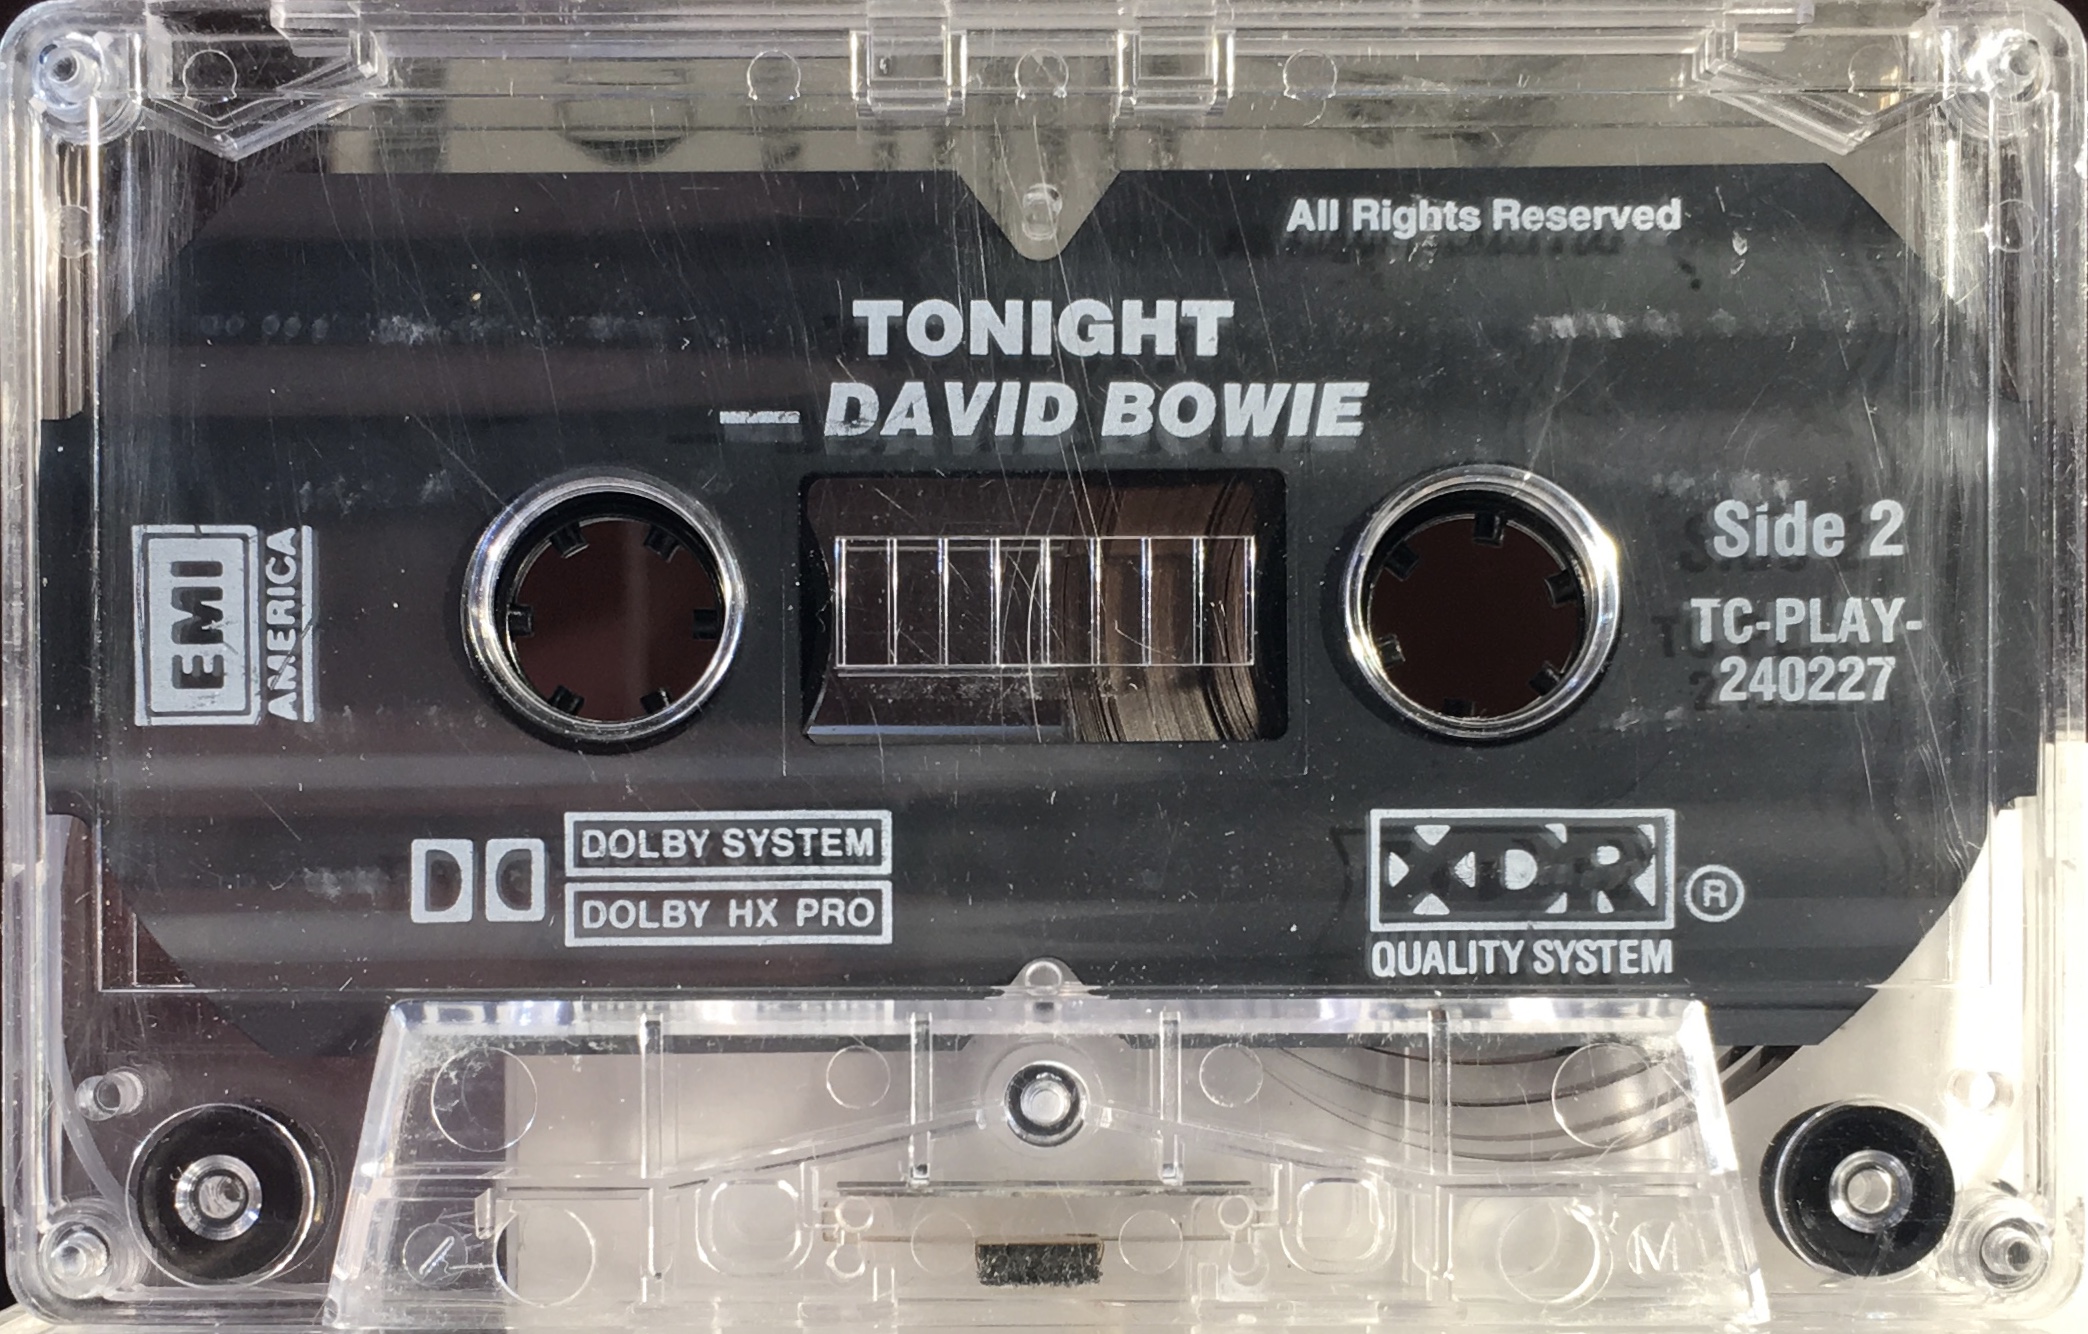 All Rights Reserved
TONIGHT
— DAVID BOWIE
EMI
AMERICA
Side 2
TC-PLAY-
240227
DOLBY SYSTEM
DOLBY HX PRO
XDR ®
QUALITY SYSTEM
M